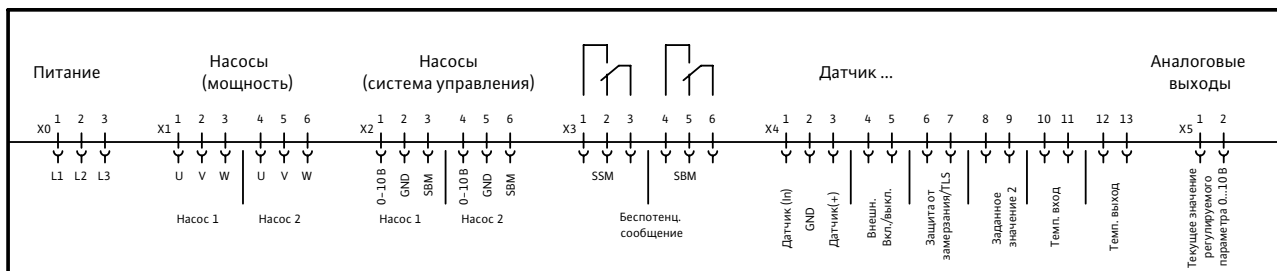 Питание
Насосы
(мощность)
Насосы
(система управления)
Датчик ...
Аналоговые
выходы
X0 1 2 3
X1 1 2 3 4 5 6
X2 1 2 3 4 5 6
X3 1 2 3 4 5 6
X4 1 2 3 4 5 6 7 8 9 10 11 12 13
X5 1 2
L1 L2 L3
U V W U V W
Насос 1 Насос 2
0-10 В GND SBM 0-10 В GND SBM
Насос 1 Насос 2
SSM SBM
Беспотенц.
сообщение
Датчик (In)
GND
Датчик(+)
Внешн.
Вкл./выкл.
Защита от
замерзания/TLS
Заданное
значение 2
Темп. вход
Темп. выход
Текущее значение
регулируемого
параметра 0...10 В